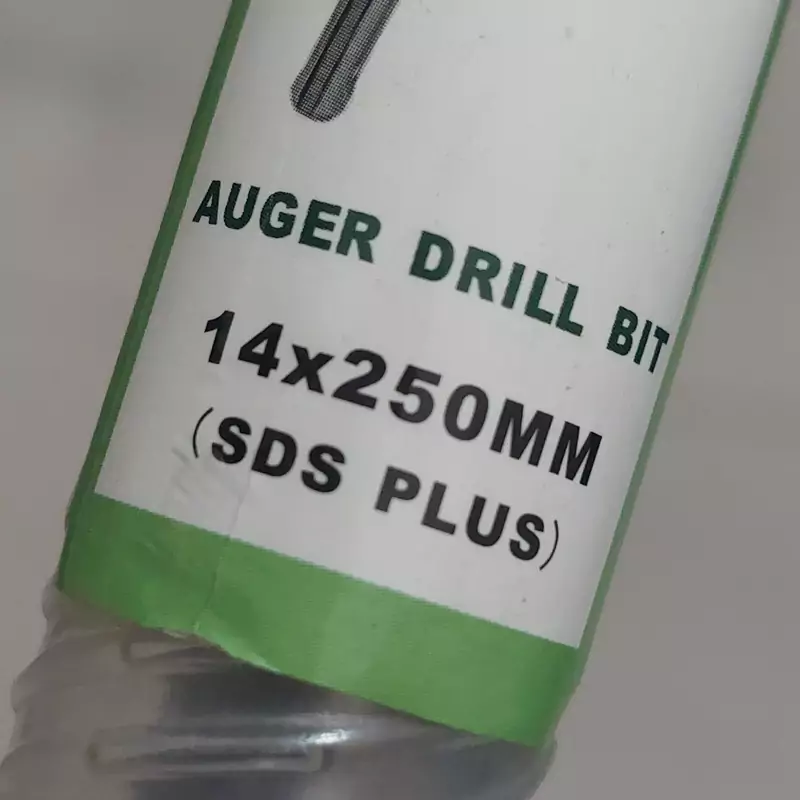 AUGER DRILL BIT
14x250MM
(SDS PLUS)